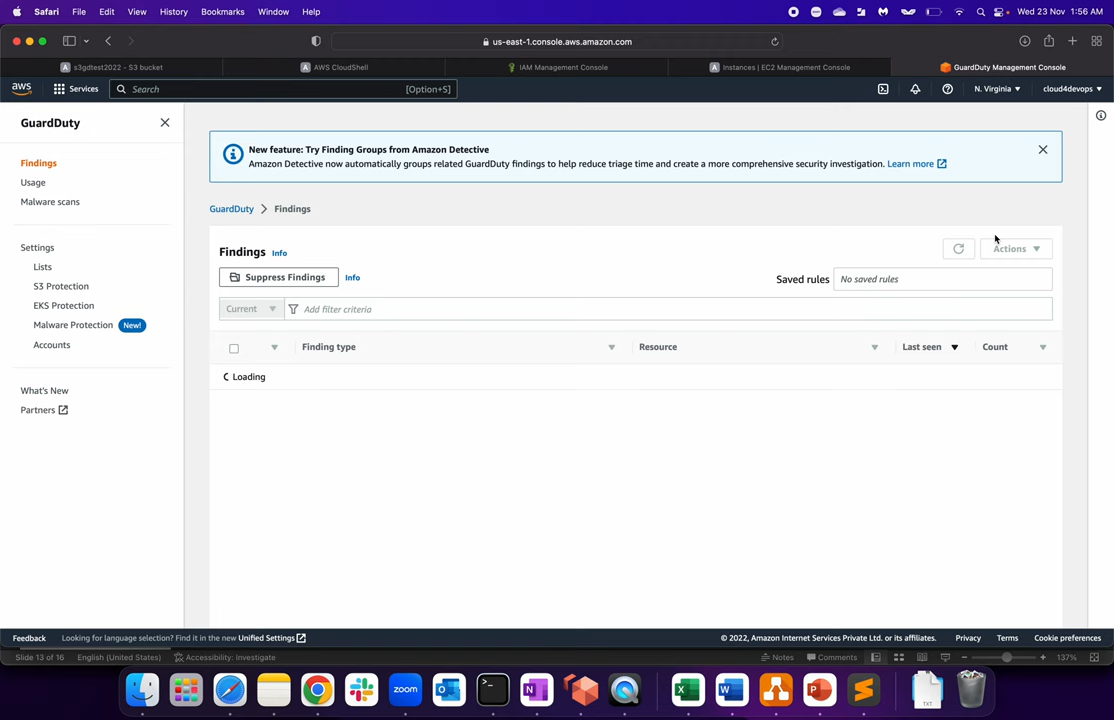 Safari File Edit View History Bookmarks Window Help Wed 23 Nov 1:56 AM
us-east-1.console.aws.amazon.com
s3gdtest2022 - S3 bucket AWS CloudShell IAM Management Console Instances | EC2 Management Console GuardDuty Management Console
aws Services Search [Option+S] N. Virginia cloud4devops
GuardDuty
Findings
Usage
Malware scans
Settings
Lists
S3 Protection
EKS Protection
Malware Protection New!
Accounts
What's New
Partners
New feature: Try Finding Groups from Amazon Detective
Amazon Detective now automatically groups related GuardDuty findings to help reduce triage time and create a more comprehensive security investigation. Learn more
GuardDuty > Findings
Findings Info
Actions
Suppress Findings Info
Saved rules No saved rules
Current Add filter criteria
Finding type Resource Last seen Count
Loading
Feedback Looking for language selection? Find it in the new Unified Settings © 2022, Amazon Internet Services Private Ltd. or its affiliates. Privacy Terms Cookie preferences
Slide 13 of 16 English (United States) Accessibility: Investigate Notes Comments 137%
zoom
TXT